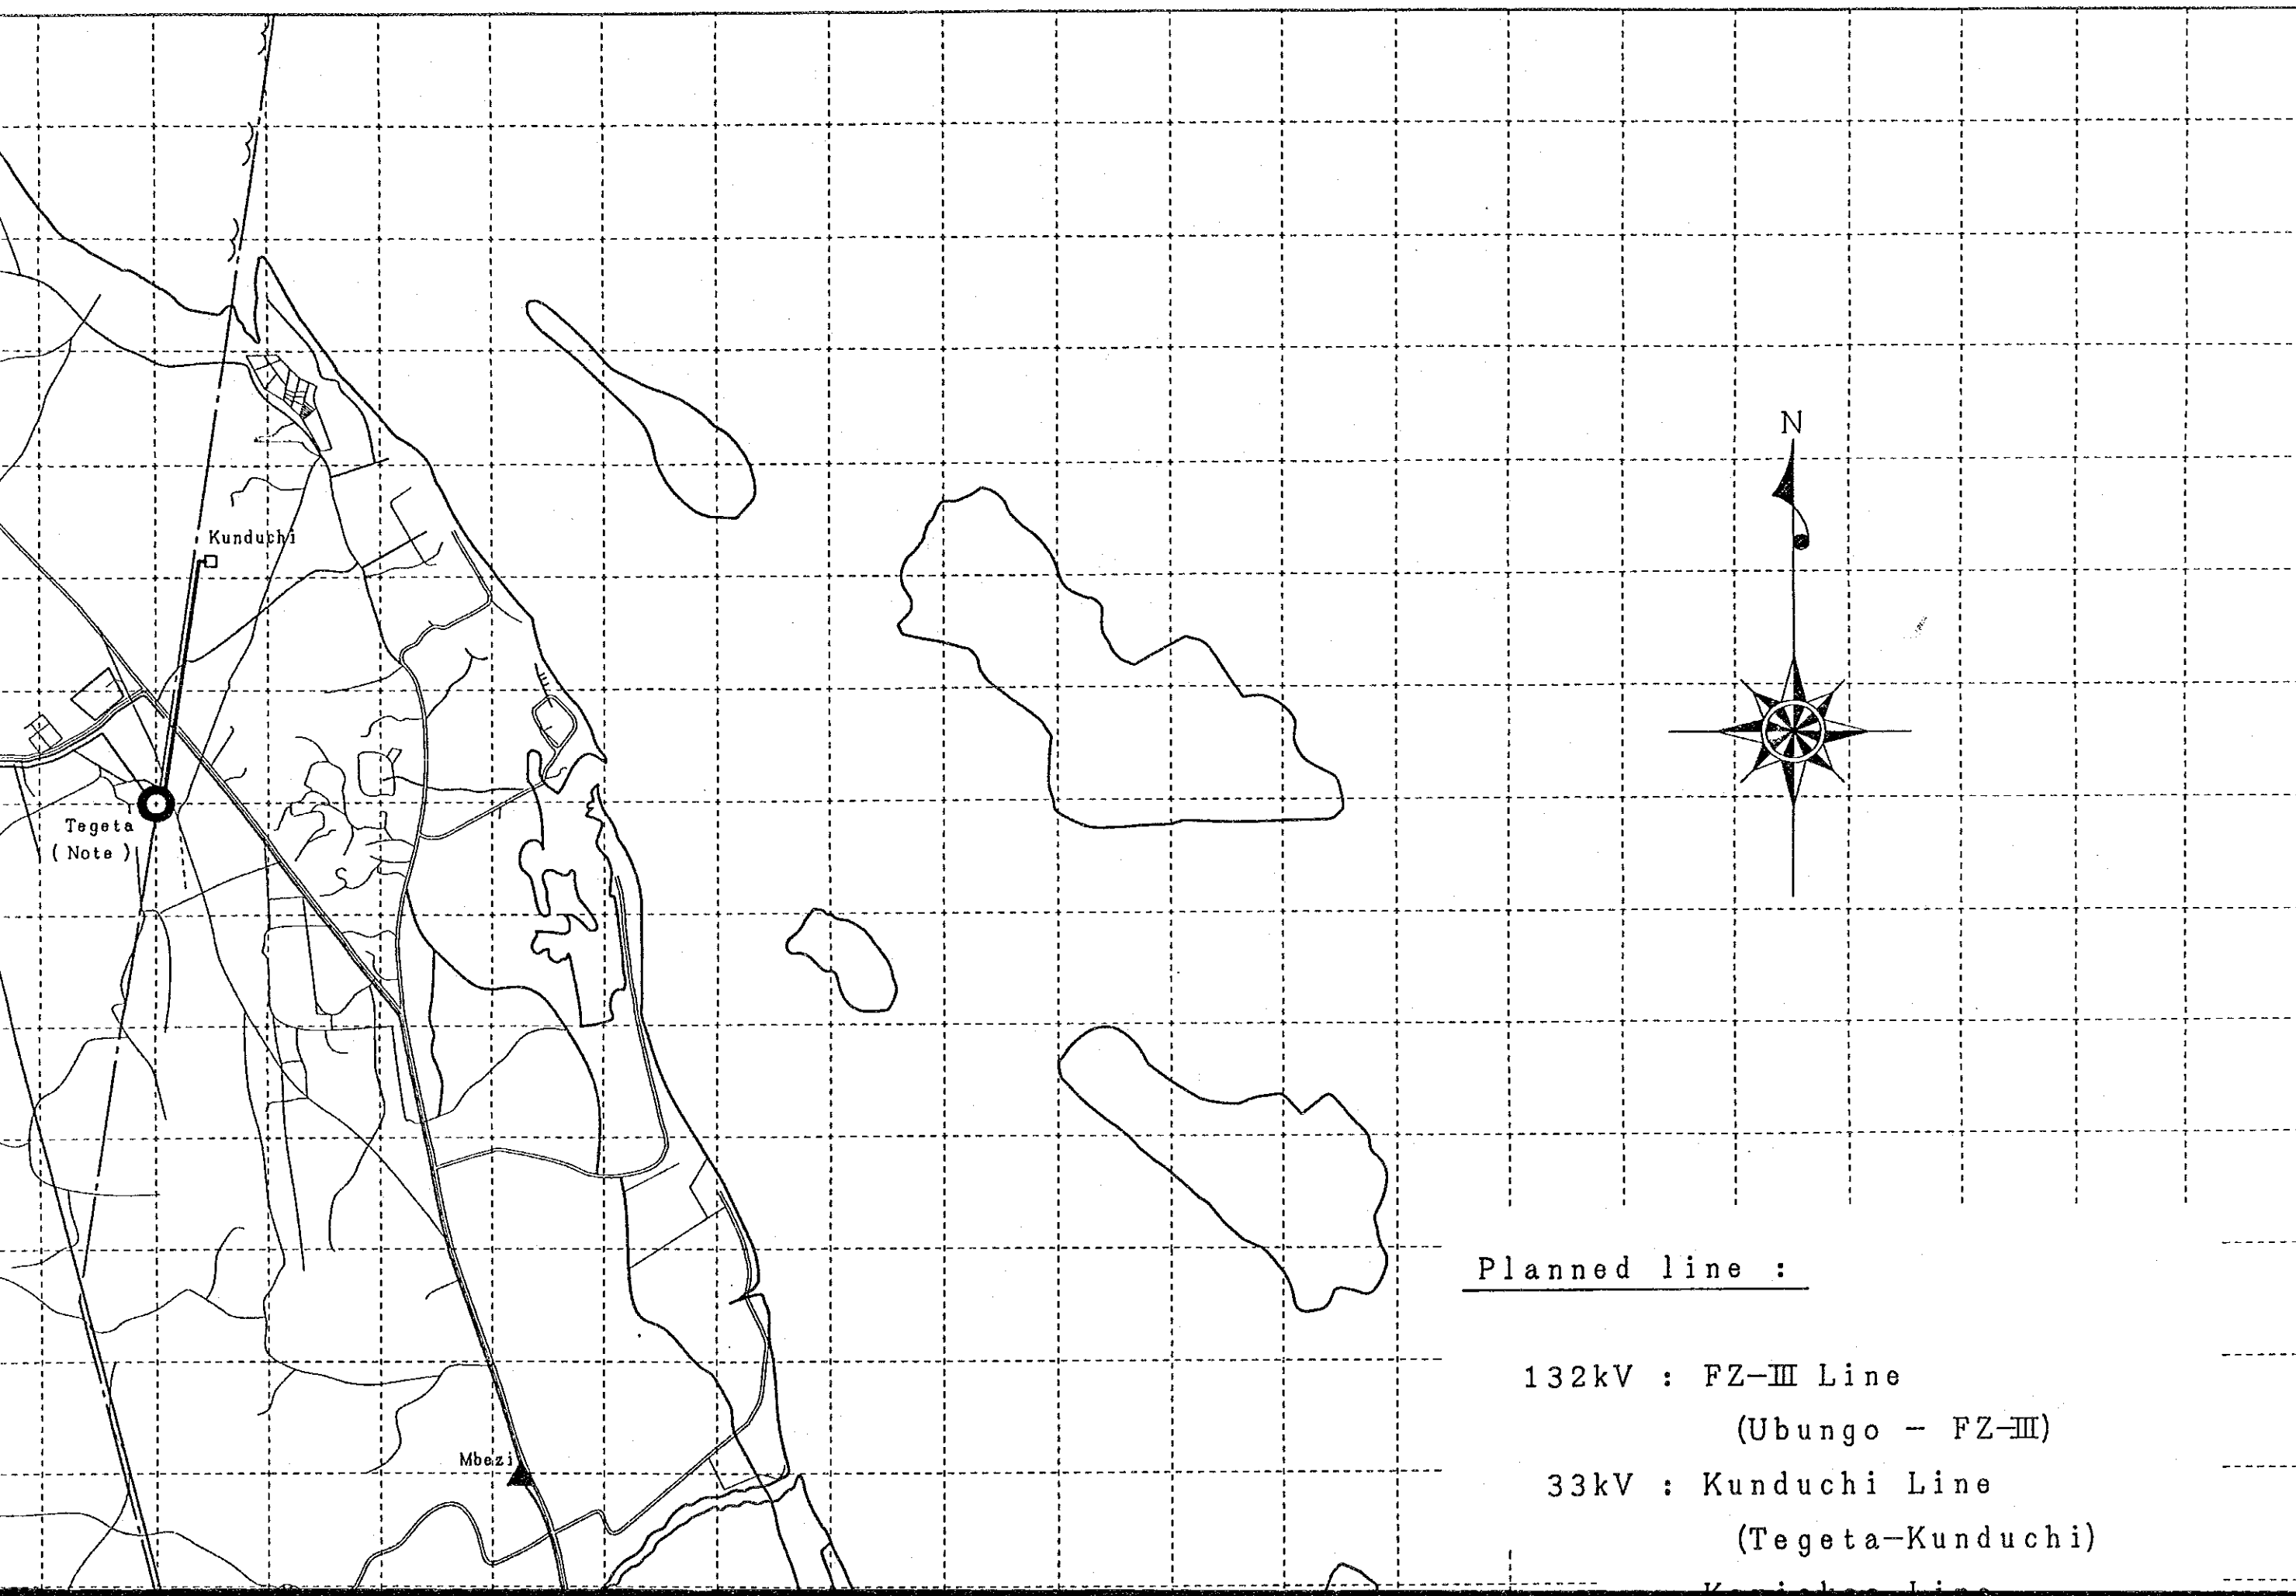 N
Kunduchi
Tegeta
(Note)
Mbezi
Planned line :
132kV : FZ-III Line
(Ubungo - FZ-III)
33kV : Kunduchi Line
(Tegeta-Kunduchi)